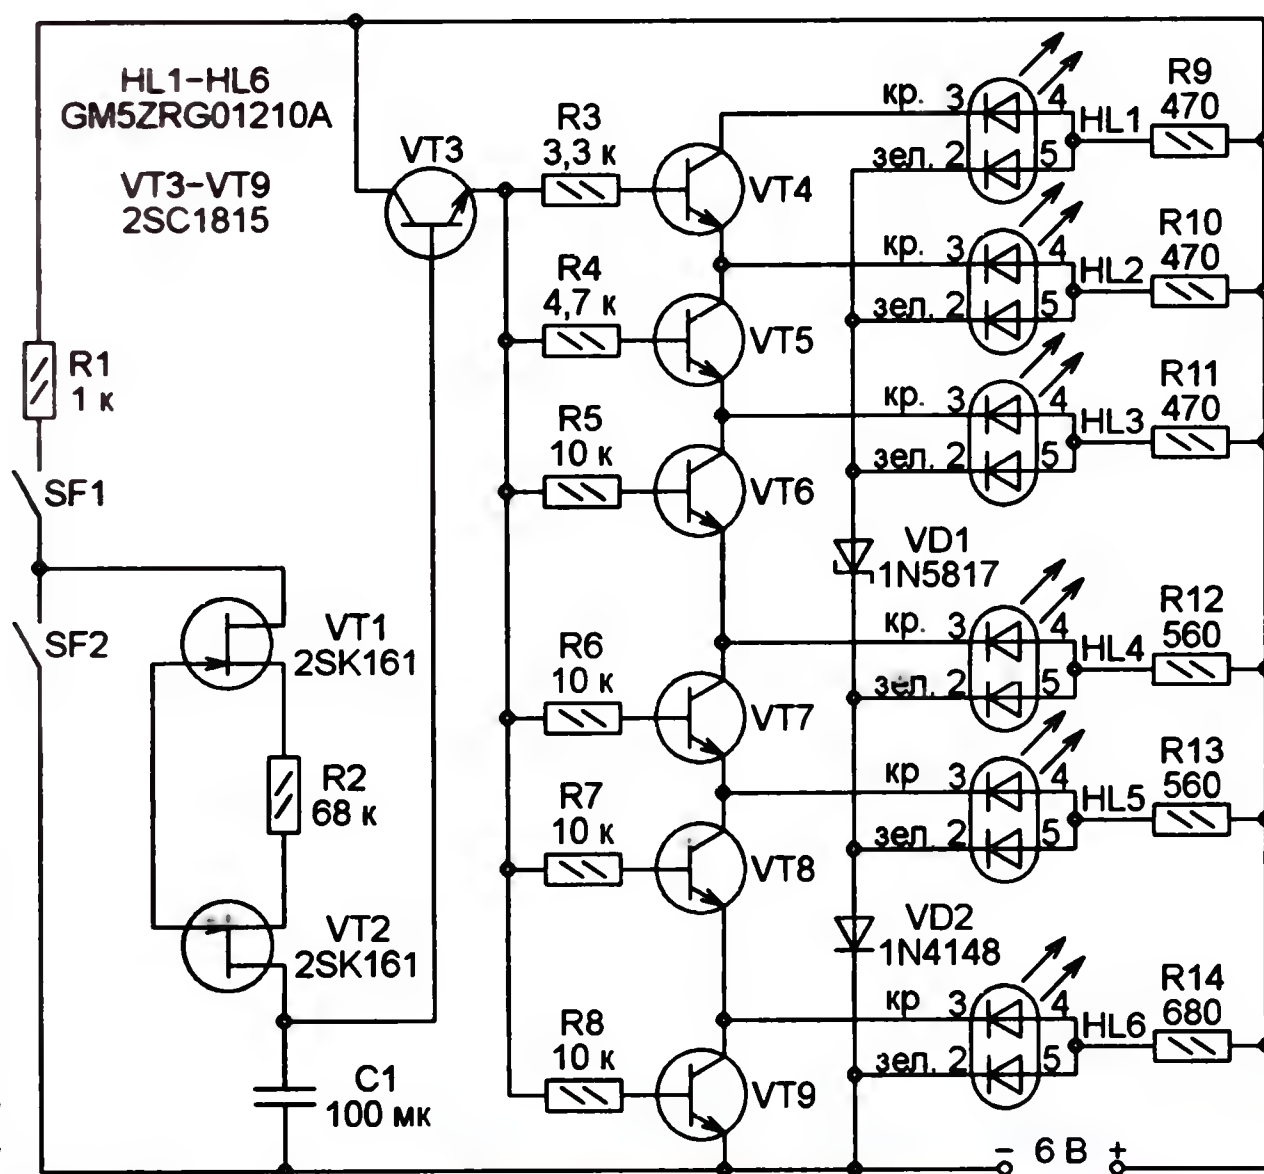 HL1-HL6
GM5ZRG01210A
VT3-VT9
2SC1815
VT3
R3
3,3 к
VT4
кр. 3 4
зел. 2 5
HL1
R9
470
R4
4,7 к
VT5
кр. 3 4
зел. 2 5
HL2
R10
470
R1
1 к
R5
10 к
VT6
кр. 3 4
зел. 2 5
HL3
R11
470
SF1
VD1
1N5817
SF2
VT1
2SK161
R6
10 к
VT7
кр. 3 4
зел. 2 5
HL4
R12
560
R2
68 к
R7
10 к
VT8
кр 3 4
зел. 2 5
HL5
R13
560
VT2
2SK161
VD2
1N4148
R8
10 к
VT9
кр 3 4
зел. 2 5
HL6
R14
680
C1
100 мк
- 6 В +